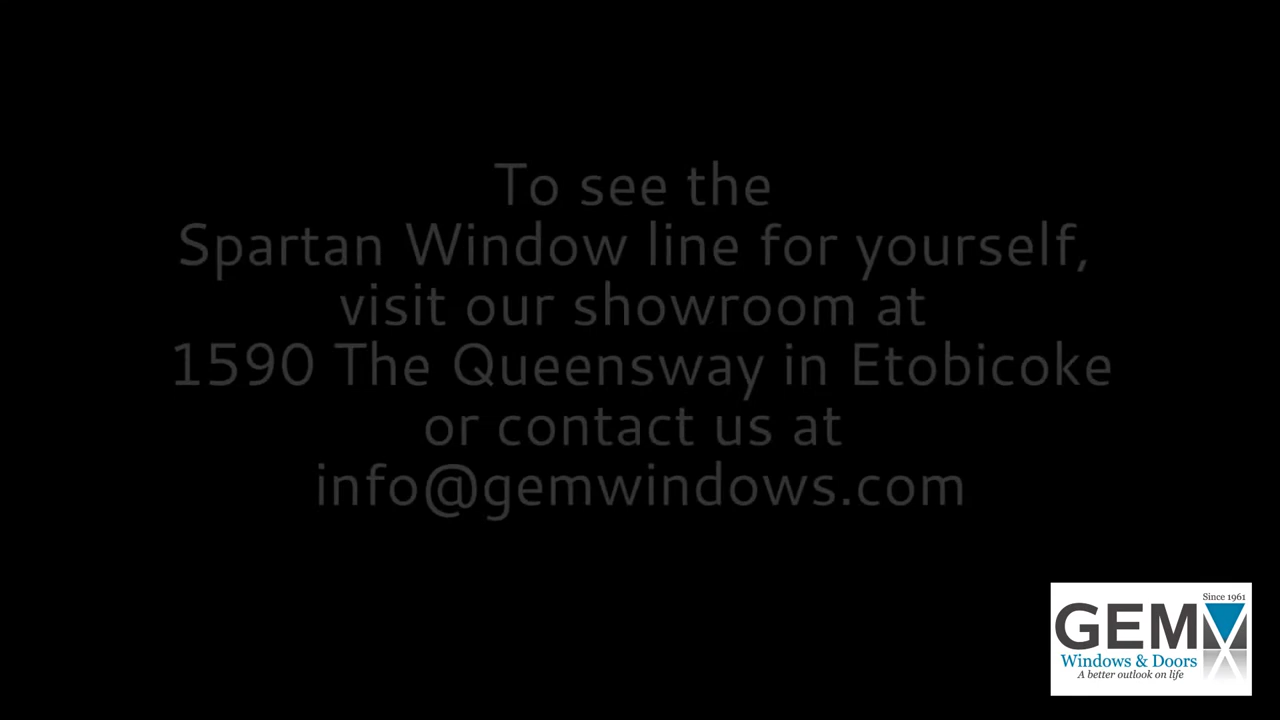 To see the
Spartan Window line for yourself,
visit our showroom at
1590 The Queensway in Etobicoke
or contact us at
info@gemwindows.com
Since 1961
GEM
Windows & Doors
A better outlook on life